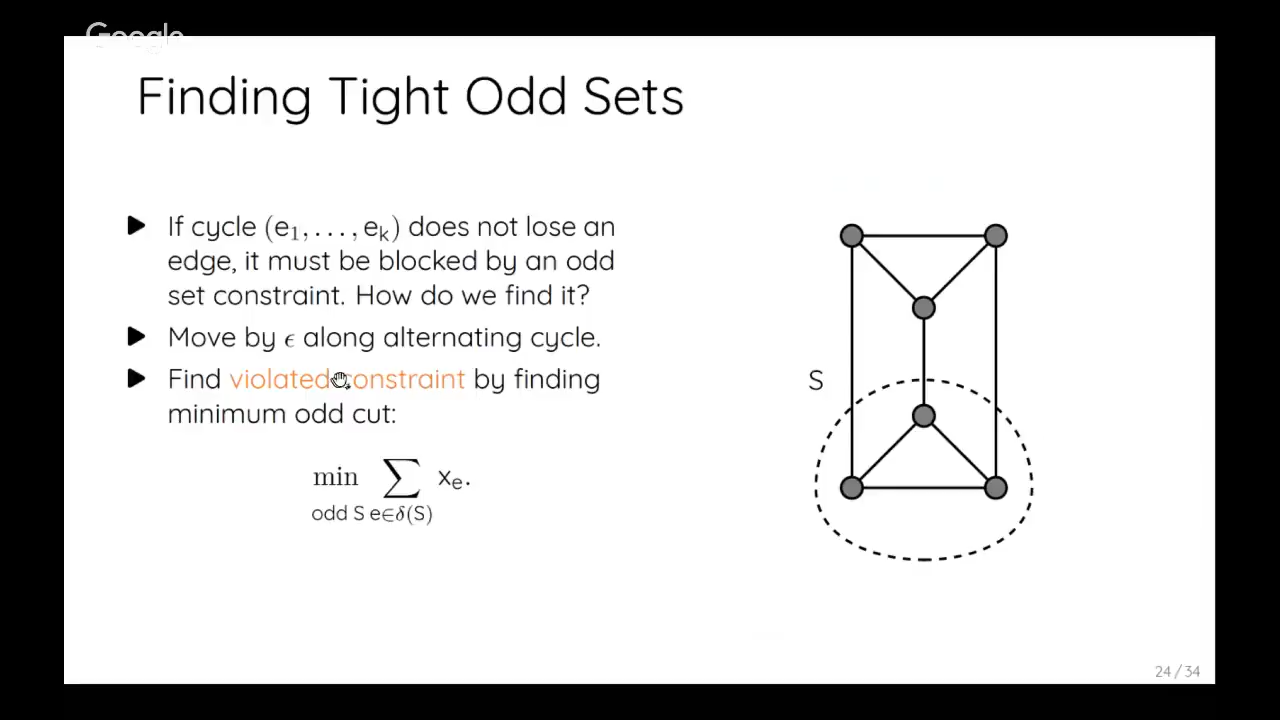 Google
Finding Tight Odd Sets
If cycle (e₁, . . . , eₖ) does not lose an
edge, it must be blocked by an odd
set constraint. How do we find it?
Move by ϵ along alternating cycle.
Find violated constraint by finding
minimum odd cut:
min ∑ xₑ.
odd S e∈δ(S)
S
24 / 34